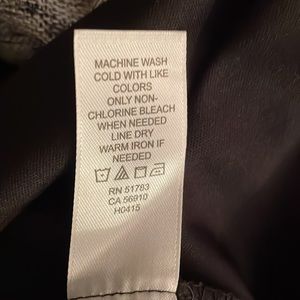 MACHINE WASH
COLD WITH LIKE
COLORS
ONLY NON-
CHLORINE BLEACH
WHEN NEEDED
LINE DRY
WARM IRON IF
NEEDED
RN 51783
CA 56910
H0415